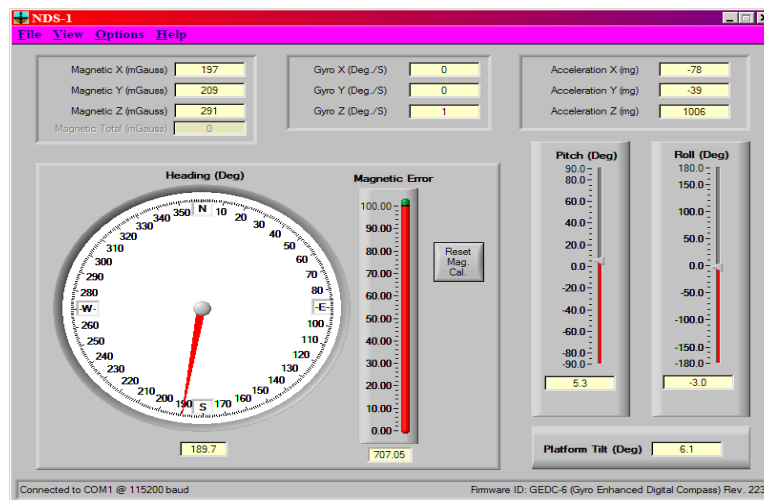 NDS-1
File View Options Help
Magnetic X (mGauss) 197
Magnetic Y (mGauss) 209
Magnetic Z (mGauss) 291
Magnetic Total (mGauss) 0
Gyro X (Deg./S) 0
Gyro Y (Deg./S) 0
Gyro Z (Deg./S) 1
Acceleration X (mg) -78
Acceleration Y (mg) -39
Acceleration Z (mg) 1006
Heading (Deg)
N 10 20 30 40 50 60 70 80 -E- 100 110 120 130 140 150 160 170 S 190 200 210 220 230 240 250 260 -W- 280 290 300 310 320 330 340 350
189.7
Magnetic Error
100.00
90.00
80.00
70.00
60.00
50.00
40.00
30.00
20.00
10.00
0.00
707.05
Reset
Mag.
Cal.
Pitch (Deg)
90.0
80.0
60.0
40.0
20.0
0.0
-20.0
-40.0
-60.0
-80.0
-90.0
5.3
Roll (Deg)
180.0
150.0
100.0
50.0
0.0
-50.0
-100.0
-150.0
-180.0
-3.0
Platform Tilt (Deg) 6.1
Connected to COM1 @ 115200 baud
Firmware ID: GEDC-6 (Gyro Enhanced Digital Compass) Rev. 223